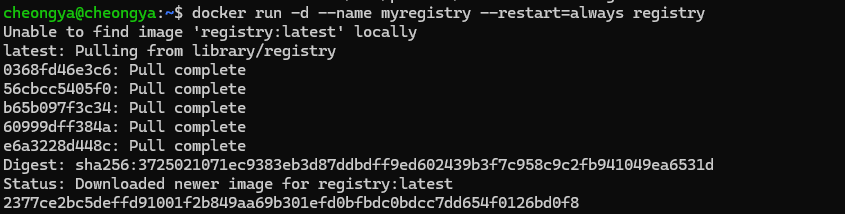 cheongya@cheongya:~$ docker run -d --name myregistry --restart=always registry
Unable to find image 'registry:latest' locally
latest: Pulling from library/registry
0368fd46e3c6: Pull complete
56cbcc5405f0: Pull complete
b65b097f3c34: Pull complete
60999dff384a: Pull complete
e6a3228d448c: Pull complete
Digest: sha256:3725021071ec9383eb3d87ddbdff9ed602439b3f7c958c9c2fb941049ea6531d
Status: Downloaded newer image for registry:latest
2377ce2bc5deffd91001f2b849aa69b301efd0bfbdc0bdcc7dd654f0126bd0f8